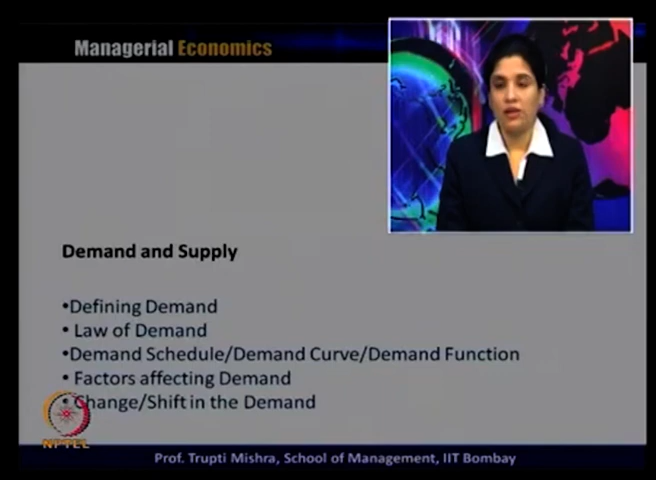 Managerial Economics
Demand and Supply
•Defining Demand
• Law of Demand
•Demand Schedule/Demand Curve/Demand Function
• Factors affecting Demand
• Change/Shift in the Demand
NPTEL
Prof. Trupti Mishra, School of Management, IIT Bombay